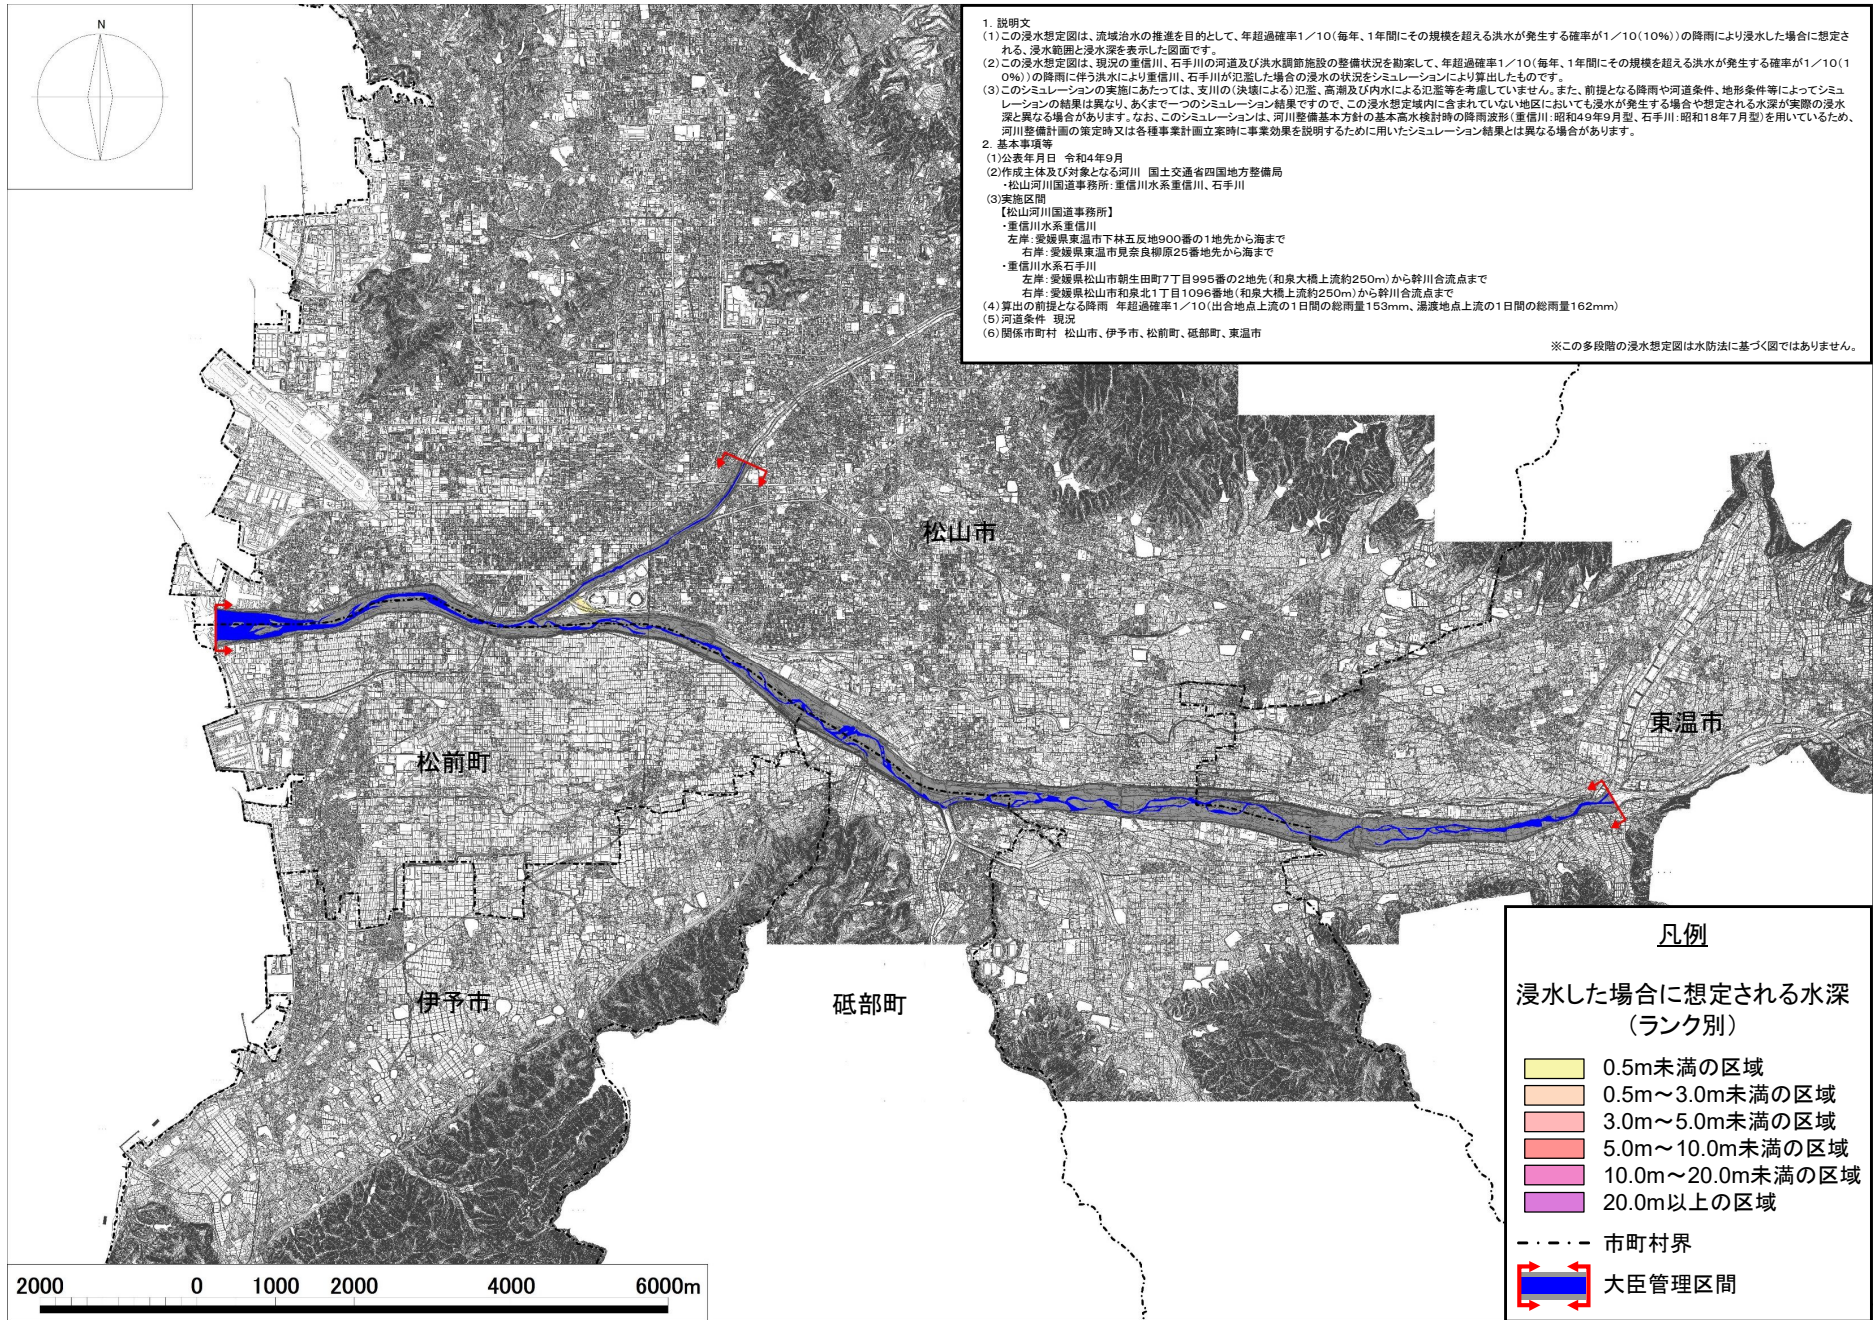 N
1. 説明文
(1)この浸水想定図は、流域治水の推進を目的として、年超過確率1／10(毎年、1年間にその規模を超える洪水が発生する確率が1／10(10%))の降雨により浸水した場合に想定さ
れる、浸水範囲と浸水深を表示した図面です。
(2)この浸水想定図は、現況の重信川、石手川の河道及び洪水調節施設の整備状況を勘案して、年超過確率1／10(毎年、1年間にその規模を超える洪水が発生する確率が1／10(1
0%))の降雨に伴う洪水により重信川、石手川が氾濫した場合の浸水の状況をシミュレーションにより算出したものです。
(3)このシミュレーションの実施にあたっては、支川の(決壊による)氾濫、高潮及び内水による氾濫等を考慮していません。また、前提となる降雨や河道条件、地形条件等によってシミュ
レーションの結果は異なり、あくまで一つのシミュレーション結果ですので、この浸水想定域内に含まれていない地区においても浸水が発生する場合や想定される水深が実際の浸水
深と異なる場合があります。なお、このシミュレーションは、河川整備基本方針の基本高水検討時の降雨波形(重信川:昭和49年9月型、石手川:昭和18年7月型)を用いているため、
河川整備計画の策定時又は各種事業計画立案時に事業効果を説明するために用いたシミュレーション結果とは異なる場合があります。
2. 基本事項等
(1)公表年月日 令和4年9月
(2)作成主体及び対象となる河川 国土交通省四国地方整備局
・松山河川国道事務所:重信川水系重信川、石手川
(3)実施区間
【松山河川国道事務所】
・重信川水系重信川
左岸:愛媛県東温市下林五反地900番の1地先から海まで
右岸:愛媛県東温市見奈良柳原25番地先から海まで
・重信川水系石手川
左岸:愛媛県松山市朝生田町7丁目995番の2地先(和泉大橋上流約250m)から幹川合流点まで
右岸:愛媛県松山市和泉北1丁目1096番地(和泉大橋上流約250m)から幹川合流点まで
(4)算出の前提となる降雨 年超過確率1／10(出合地点上流の1日間の総雨量153mm、湯渡地点上流の1日間の総雨量162mm)
(5)河道条件 現況
(6)関係市町村 松山市、伊予市、松前町、砥部町、東温市
※この多段階の浸水想定図は水防法に基づく図ではありません。
松山市
東温市
松前町
伊予市
砥部町
凡例
浸水した場合に想定される水深
(ランク別)
0.5m未満の区域
0.5m～3.0m未満の区域
3.0m～5.0m未満の区域
5.0m～10.0m未満の区域
10.0m～20.0m未満の区域
20.0m以上の区域
市町村界
大臣管理区間
2000 0 1000 2000 4000 6000m